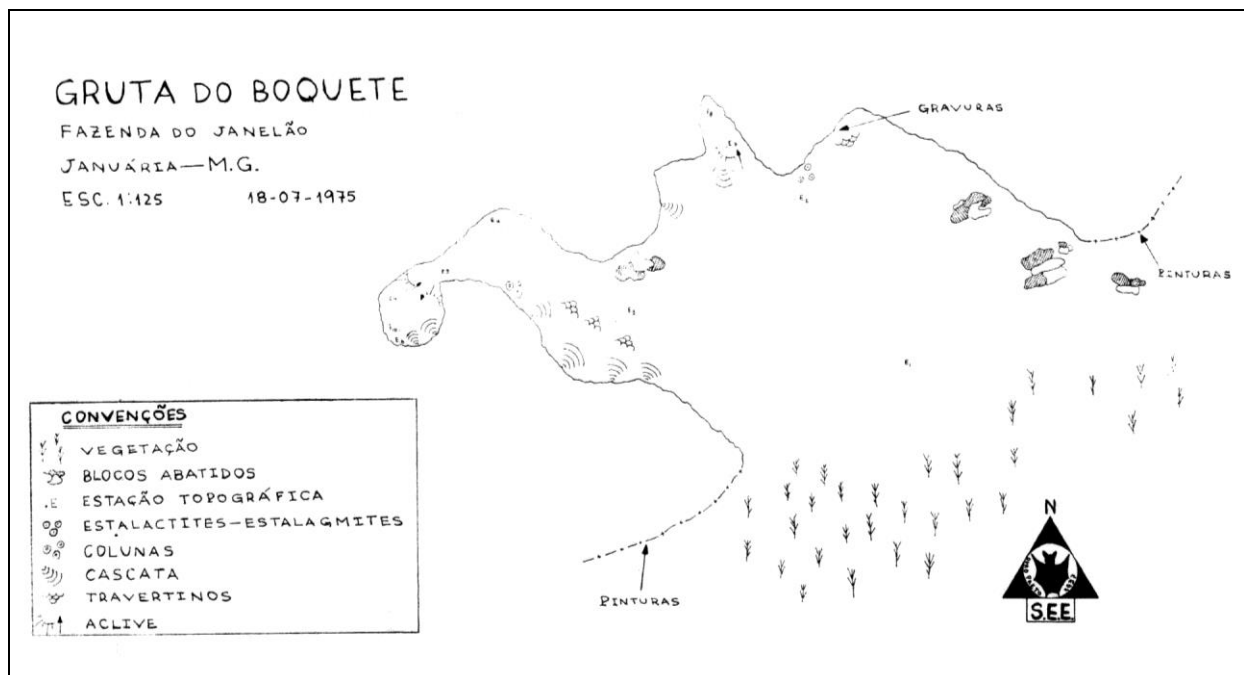 GRUTA DO BOQUETE
FAZENDA DO JANELÃO
JANUÁRIA—M.G.
ESC. 1:125 18-07-1975
GRAVURAS
PINTURAS
CONVENÇÕES
VEGETAÇÃO
BLOCOS ABATIDOS
.E ESTAÇÃO TOPOGRÁFICA
ESTALACTITES-ESTALAGMITES
COLUNAS
CASCATA
TRAVERTINOS
ACLIVE
PINTURAS
N
S.E.E.